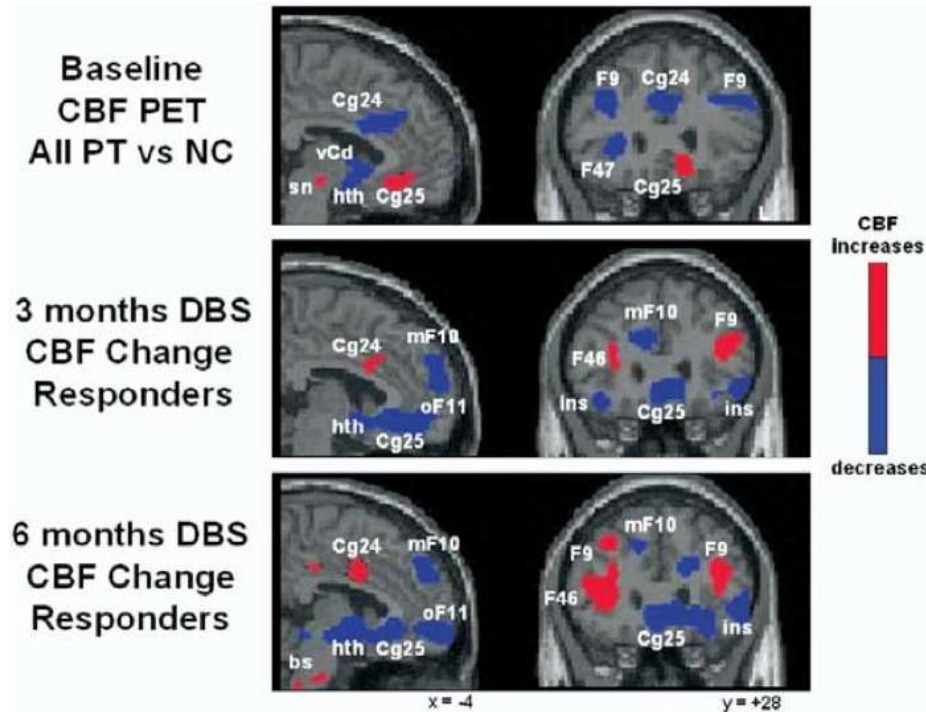 Baseline
CBF PET
All PT vs NC
Cg24
vCd
sn
hth
Cg25
F9
Cg24
F9
F47
Cg25
L
CBF
increases
decreases
3 months DBS
CBF Change
Responders
Cg24
mF10
oF11
hth
Cg25
mF10
F9
F46
ins
Cg25
ins
6 months DBS
CBF Change
Responders
Cg24
mF10
oF11
hth
Cg25
bs
mF10
F9
F9
F46
ins
Cg25
x = -4
y = +28